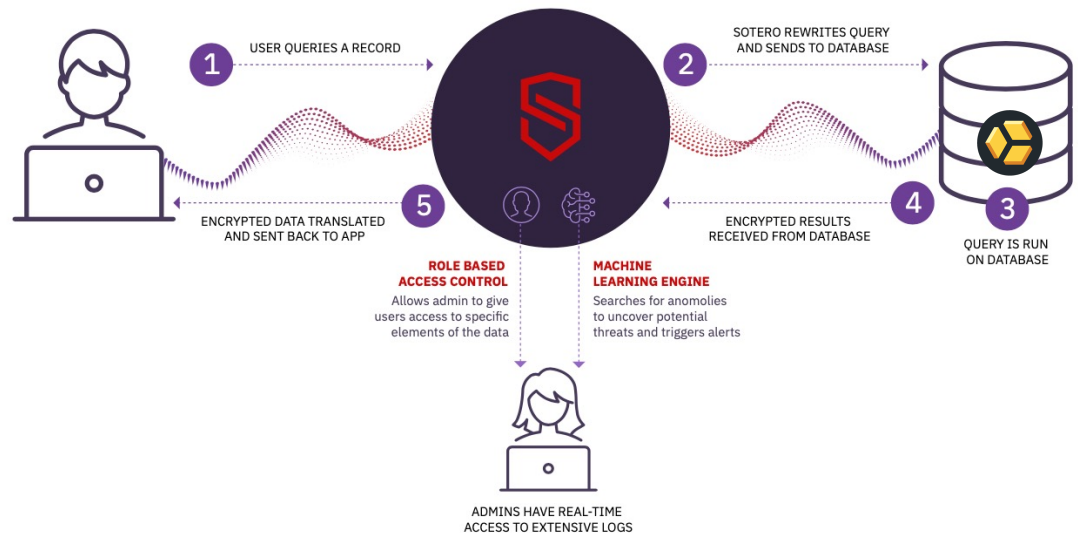 1
USER QUERIES A RECORD
2
SOTERO REWRITES QUERY
AND SENDS TO DATABASE
3
QUERY IS RUN
ON DATABASE
4
ENCRYPTED RESULTS
RECEIVED FROM DATABASE
5
ENCRYPTED DATA TRANSLATED
AND SENT BACK TO APP
ROLE BASED
ACCESS CONTROL
Allows admin to give
users access to specific
elements of the data
MACHINE
LEARNING ENGINE
Searches for anomolies
to uncover potential
threats and triggers alerts
ADMINS HAVE REAL-TIME
ACCESS TO EXTENSIVE LOGS